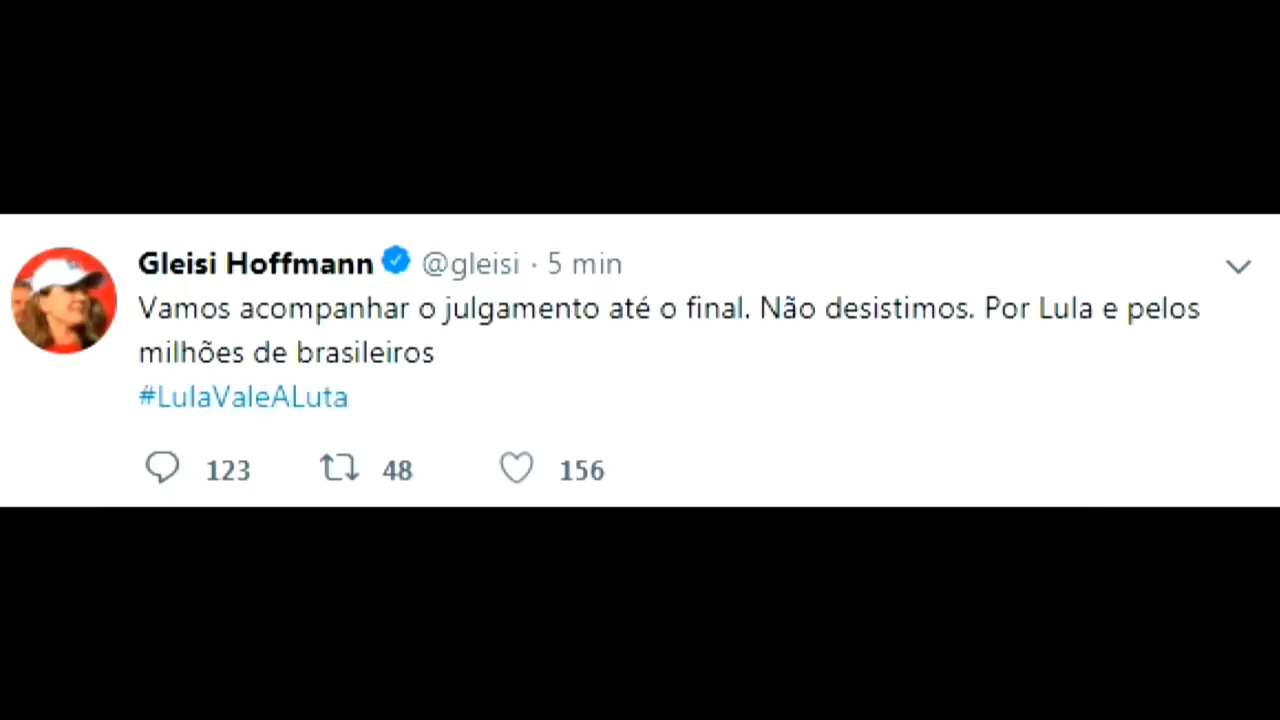 Gleisi Hoffmann @gleisi · 5 min
Vamos acompanhar o julgamento até o final. Não desistimos. Por Lula e pelos
milhões de brasileiros
#LulaValeALuta
123 48 156